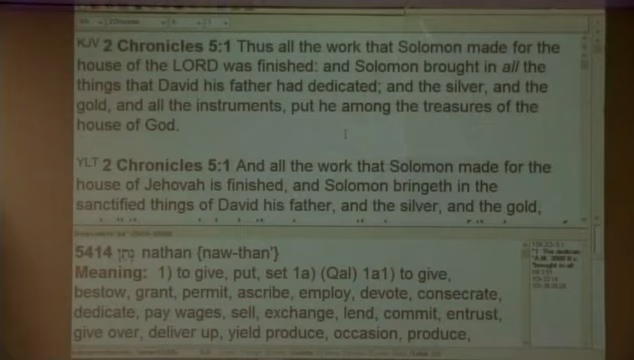 KJV 2 Chronicles 5:1 Thus all the work that Solomon made for the
house of the LORD was finished: and Solomon brought in all the
things that David his father had dedicated; and the silver, and the
gold, and all the instruments, put he among the treasures of the
house of God.
YLT 2 Chronicles 5:1 And all the work that Solomon made for the
house of Jehovah is finished, and Solomon bringeth in the
sanctified things of David his father, and the silver, and the gold,
5414 נתן nathan {naw-than'}
Meaning: 1) to give, put, set 1a) (Qal) 1a1) to give,
bestow, grant, permit, ascribe, employ, devote, consecrate,
dedicate, pay wages, sell, exchange, lend, commit, entrust,
give over, deliver up, yield produce, occasion, produce,